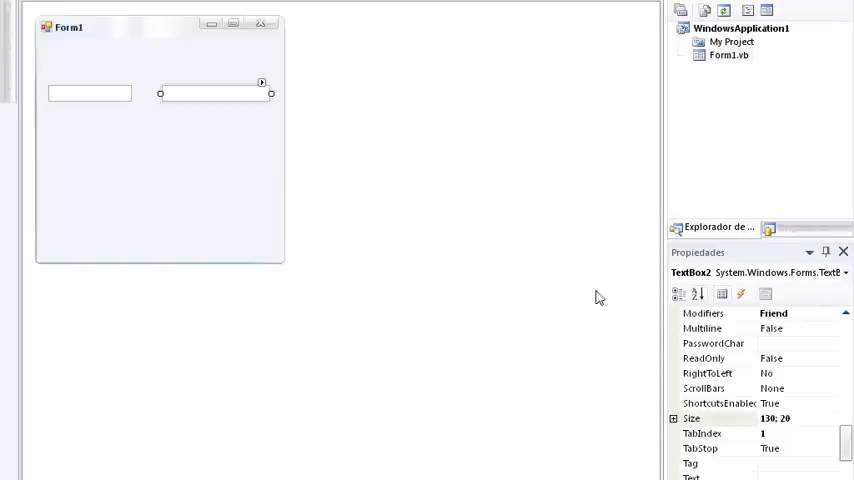 Form1
WindowsApplication1
My Project
Form1.vb
Explorador de ...
Propiedades
TextBox2 System.Windows.Forms.TextB
Modifiers Friend
Multiline False
PasswordChar
ReadOnly False
RightToLeft No
ScrollBars None
ShortcutsEnabled True
Size 130; 20
TabIndex 1
TabStop True
Tag
Text